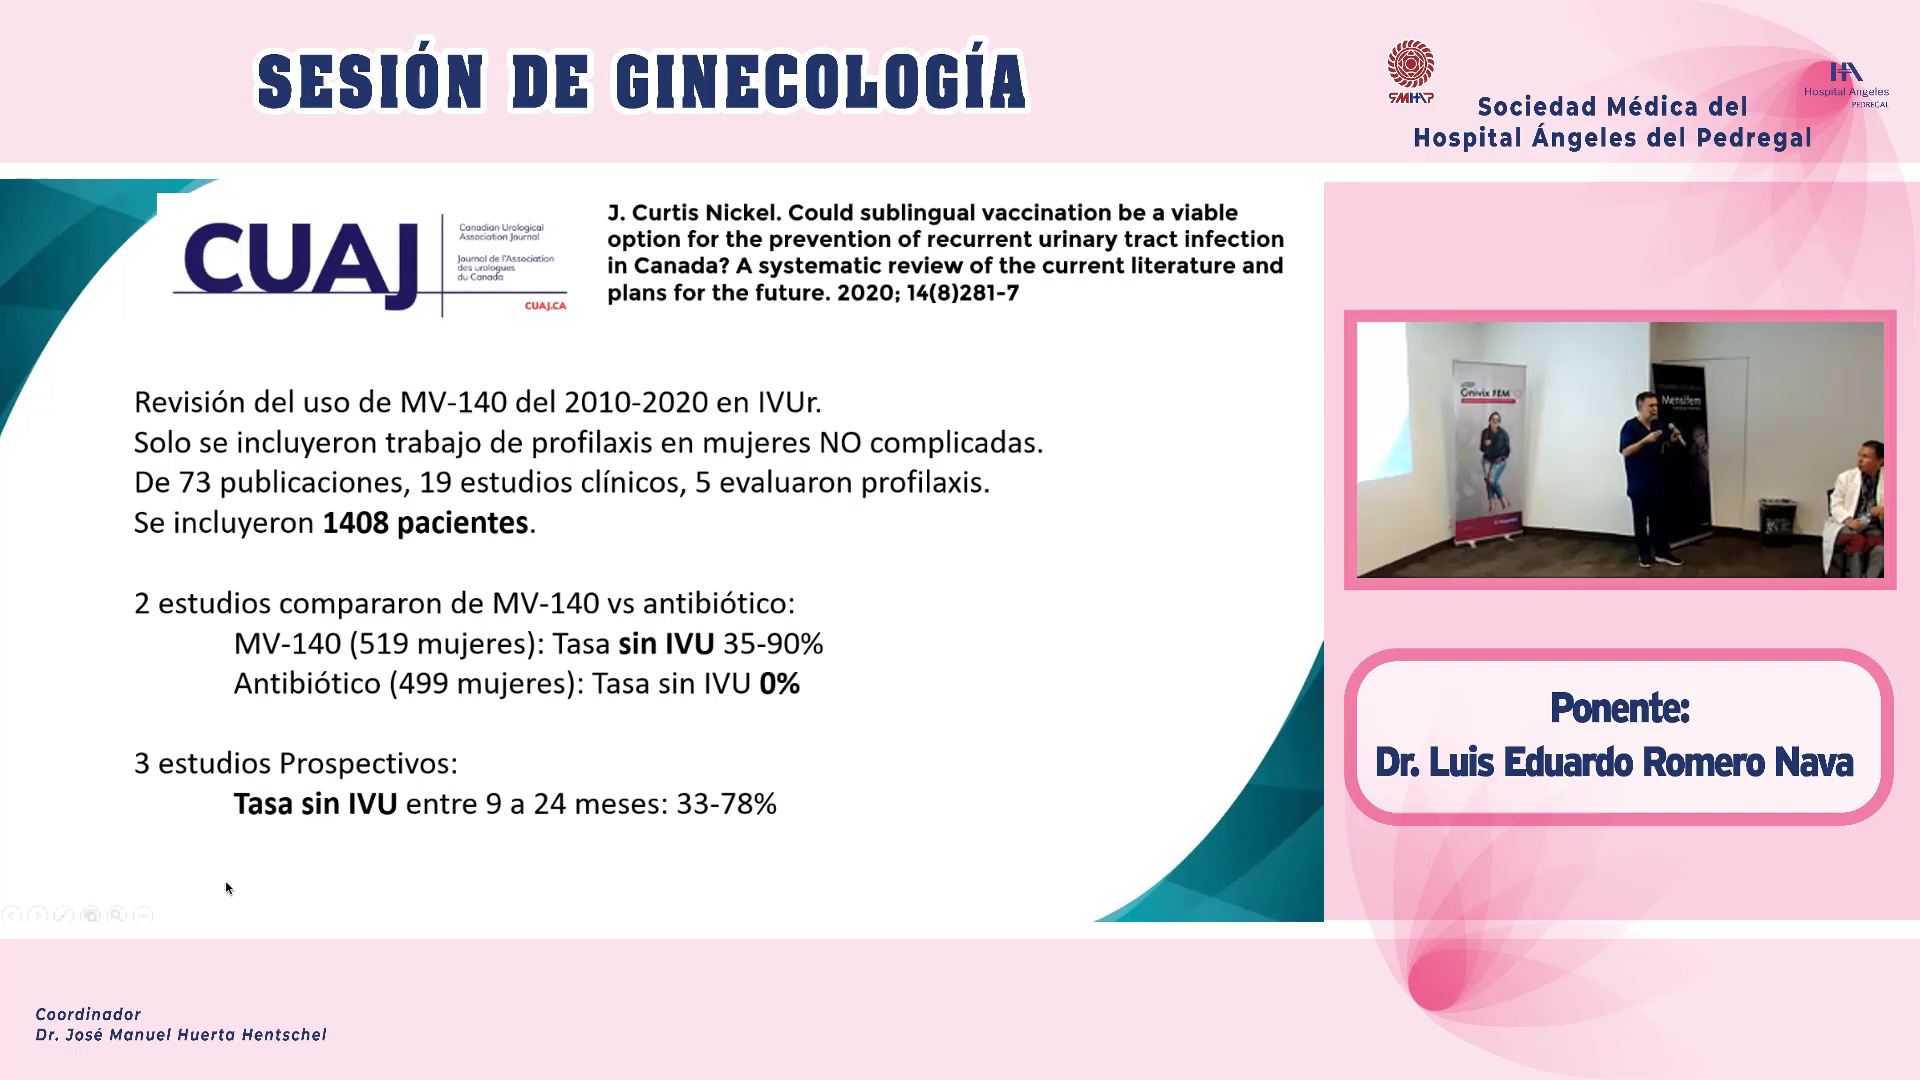 SESIÓN DE GINECOLOGÍA
SMHAP
Sociedad Médica del
Hospital Ángeles del Pedregal
HA
Hospital Angeles
PEDREGAL
CUAJ
Canadian Urological
Association Journal
Journal de l'Association
des urologues
du Canada
CUAJ.CA
J. Curtis Nickel. Could sublingual vaccination be a viable
option for the prevention of recurrent urinary tract infection
in Canada? A systematic review of the current literature and
plans for the future. 2020; 14(8)281-7
Revisión del uso de MV-140 del 2010-2020 en IVUr.
Solo se incluyeron trabajo de profilaxis en mujeres NO complicadas.
De 73 publicaciones, 19 estudios clínicos, 5 evaluaron profilaxis.
Se incluyeron 1408 pacientes.
2 estudios compararon de MV-140 vs antibiótico:
MV-140 (519 mujeres): Tasa sin IVU 35-90%
Antibiótico (499 mujeres): Tasa sin IVU 0%
3 estudios Prospectivos:
Tasa sin IVU entre 9 a 24 meses: 33-78%
Gnivix FEM
Mensifem
Ponente:
Dr. Luis Eduardo Romero Nava
Coordinador
Dr. José Manuel Huerta Hentschel